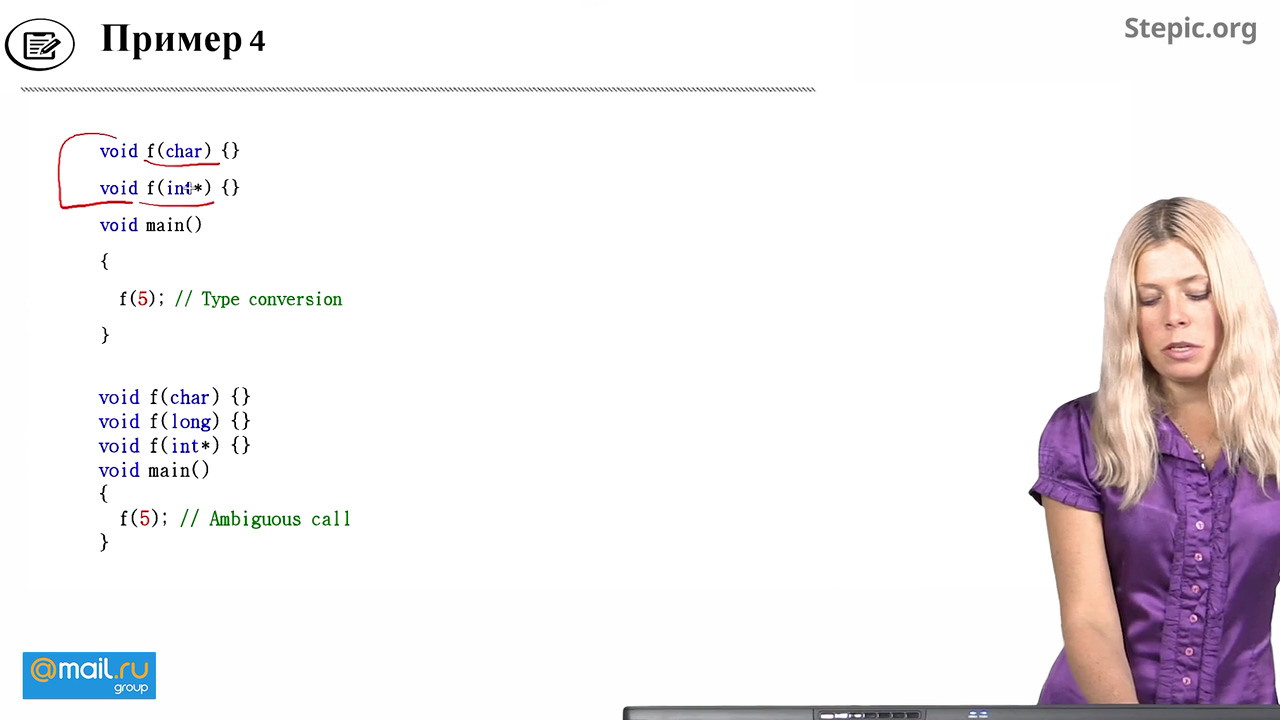 Пример 4
Stepic.org
void f(char) {}
void f(int*) {}
void main()
{
f(5); // Type conversion
}
void f(char) {}
void f(long) {}
void f(int*) {}
void main()
{
f(5); // Ambiguous call
}
@mail.ru
group